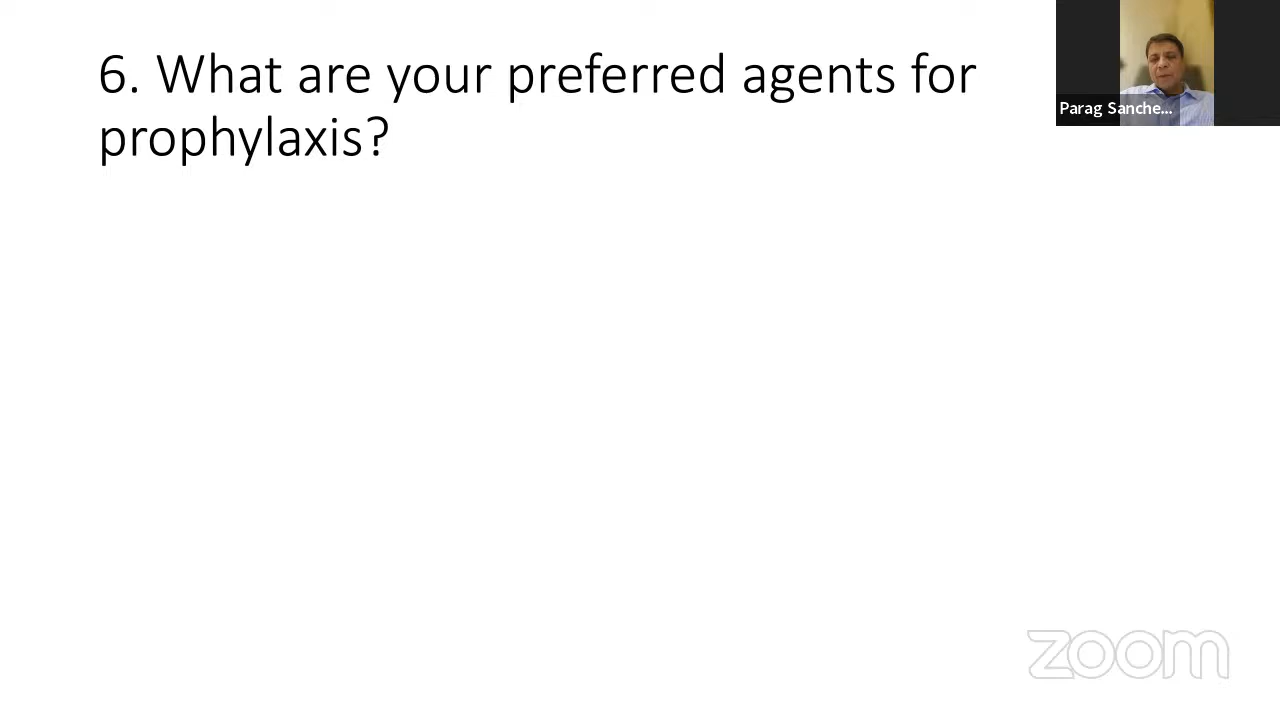 6. What are your preferred agents for
prophylaxis?
Parag Sanche...
zoom